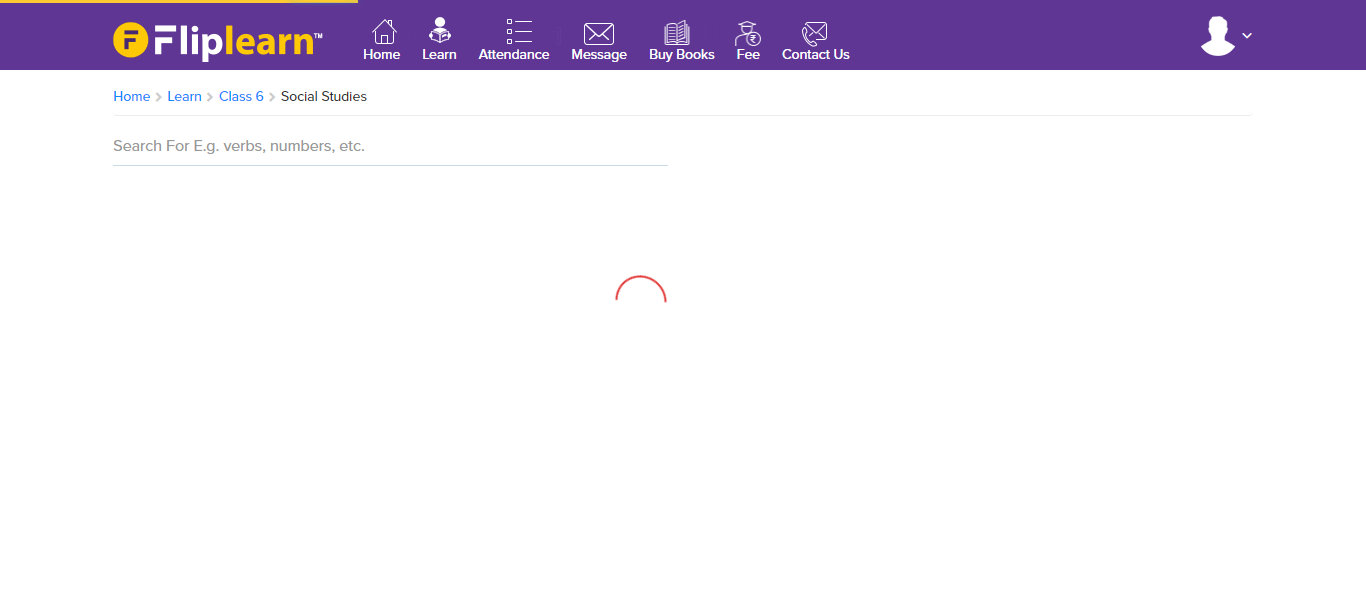 Fliplearn™
Home Learn Attendance Message Buy Books Fee Contact Us
Home Learn Class 6 Social Studies
Search For E.g. verbs, numbers, etc.